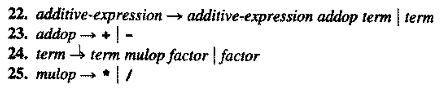 22. additive-expression → additive-expression addop term | term
23. addop → + | -
24. term → term mulop factor | factor
25. mulop → * | /